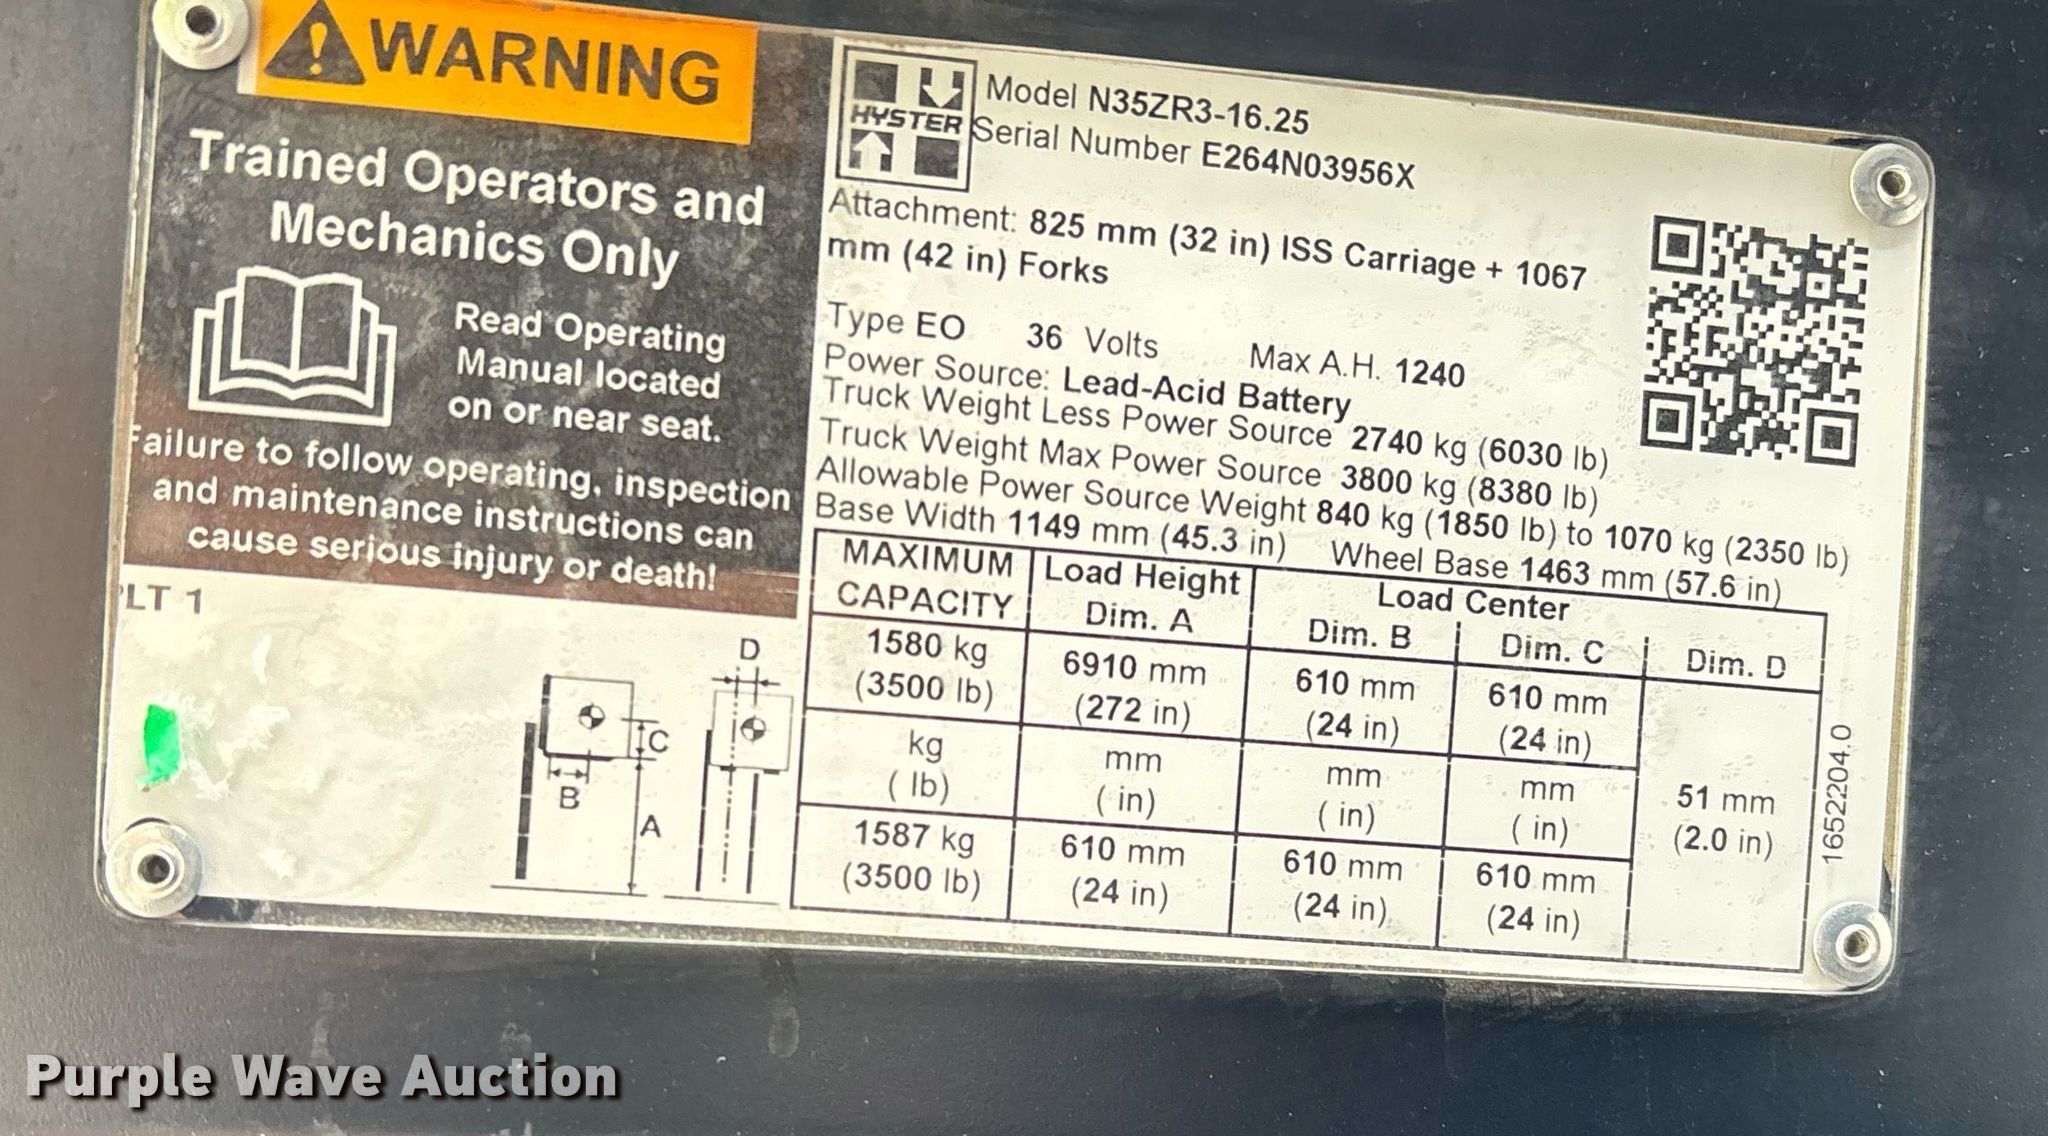 WARNING
Trained Operators and
Mechanics Only
Read Operating
Manual located
on or near seat.
Failure to follow operating, inspection
and maintenance instructions can
cause serious injury or death!
PLT 1
D
C
B
A
HYSTER
Model N35ZR3-16.25
Serial Number E264N03956X
Attachment: 825 mm (32 in) ISS Carriage + 1067
mm (42 in) Forks
Type EO 36 Volts Max A.H. 1240
Power Source: Lead-Acid Battery
Truck Weight Less Power Source 2740 kg (6030 lb)
Truck Weight Max Power Source 3800 kg (8380 lb)
Allowable Power Source Weight 840 kg (1850 lb) to 1070 kg (2350 lb)
Base Width 1149 mm (45.3 in) Wheel Base 1463 mm (57.6 in)
MAXIMUM Load Height Load Center
CAPACITY Dim. A Dim. B Dim. C Dim. D
1580 kg 6910 mm 610 mm 610 mm
(3500 lb) (272 in) (24 in) (24 in)
kg mm mm mm 51 mm
( lb) ( in) ( in) ( in) (2.0 in)
1587 kg 610 mm 610 mm 610 mm
(3500 lb) (24 in) (24 in) (24 in)
1652204.0
Purple Wave Auction